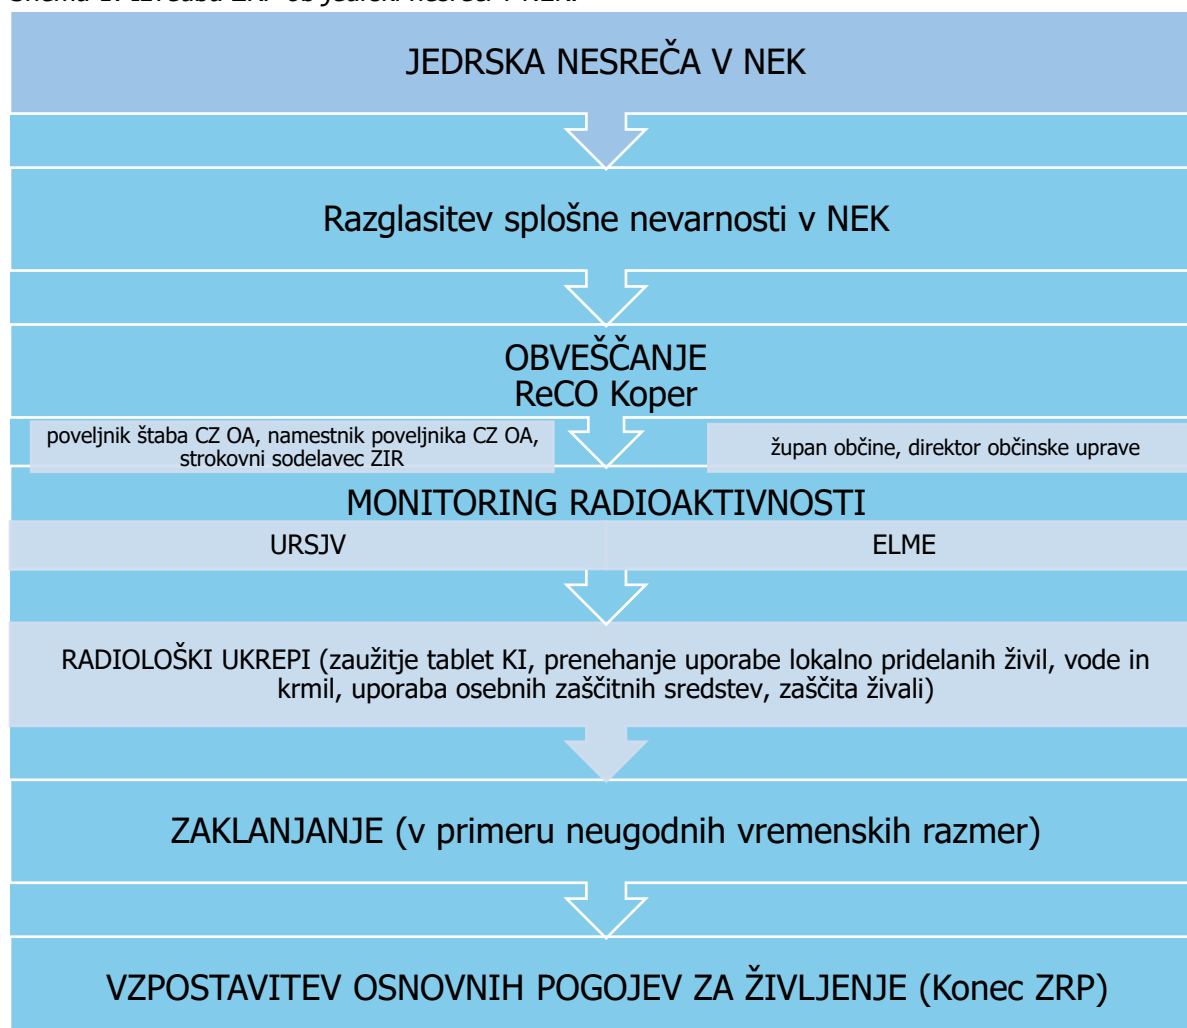 JEDRSKA NESREČA V NEK
Razglasitev splošne nevarnosti v NEK
OBVEŠČANJE
ReCO Koper
poveljnik štaba CZ OA, namestnik poveljnika CZ OA,
strokovni sodelavec ZIR
župan občine, direktor občinske uprave
MONITORING RADIOAKTIVNOSTI
URSJV
ELME
RADIOLOŠKI UKREPI (zaužitje tablet KI, prenehanje uporabe lokalno pridelanih živil, vode in
krmil, uporaba osebnih zaščitnih sredstev, zaščita živali)
ZAKLANJANJE (v primeru neugodnih vremenskih razmer)
VZPOSTAVITEV OSNOVNIH POGOJEV ZA ŽIVLJENJE (Konec ZRP)